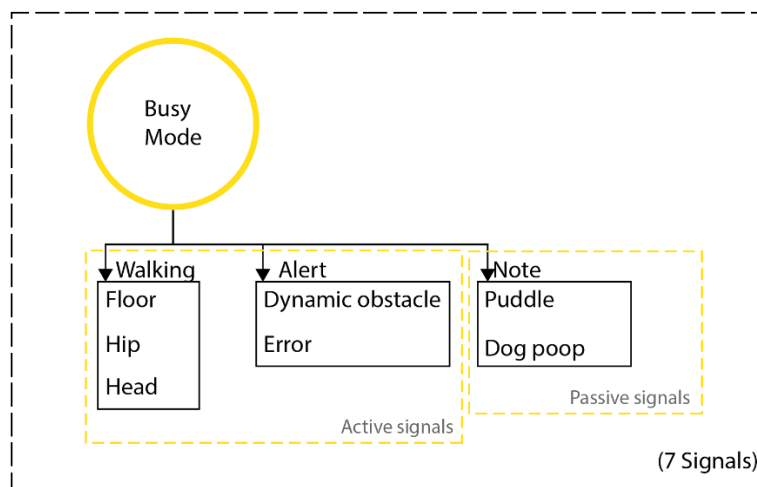 Busy
Mode
Walking
Floor
Hip
Head
Alert
Dynamic obstacle
Error
Active signals
Note
Puddle
Dog poop
Passive signals
(7 Signals)